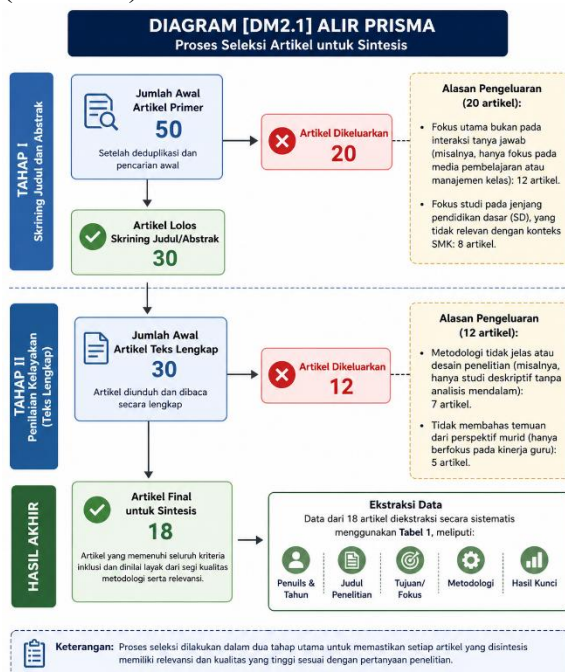 DIAGRAM [DM2.1] ALIR PRISMA
Proses Seleksi Artikel untuk Sintesis
TAHAP I
Skrining Judul dan Abstrak
Jumlah Awal
Artikel Primer
50
Setelah deduplikasi dan
pencarian awal
Artikel Dikeluarkan
20
Alasan Pengeluaran
(20 artikel):
• Fokus utama bukan pada
interaksi tanya jawab
(misalnya, hanya fokus pada
media pembelajaran atau
manajemen kelas): 12 artikel.
• Fokus studi pada jenjang
pendidikan dasar (SD), yang
tidak relevan dengan konteks
SMK: 8 artikel.
Artikel Lolos
Skrining Judul/Abstrak
30
TAHAP II
Penilaian Kelayakan
(Teks Lengkap)
Jumlah Awal
Artikel Teks Lengkap
30
Artikel diunduh dan dibaca
secara lengkap
Artikel Dikeluarkan
12
Alasan Pengeluaran
(12 artikel):
• Metodologi tidak jelas atau
desain penelitian (misalnya,
hanya studi deskriptif tanpa
analisis mendalam):
7 artikel.
• Tidak membahas temuan
dari perspektif murid (hanya
berfokus pada kinerja guru):
5 artikel.
HASIL AKHIR
Artikel Final
untuk Sintesis
18
Artikel yang memenuhi seluruh kriteria
inklusi dan dinilai layak dari segi kualitas
metodologi serta relevansi.
Ekstraksi Data
Data dari 18 artikel diekstraksi secara sistematis
menggunakan Tabel 1, meliputi:
Penuils &
Tahun
Judul
Penelitian
Tujuan/
Fokus
Metodologi
Hasil Kunci
Keterangan: Proses seleksi dilakukan dalam dua tahap utama untuk memastikan setiap artikel yang disintesis
memiliki relevansi dan kualitas yang tinggi sesuai dengan pertanyaan penelitian.